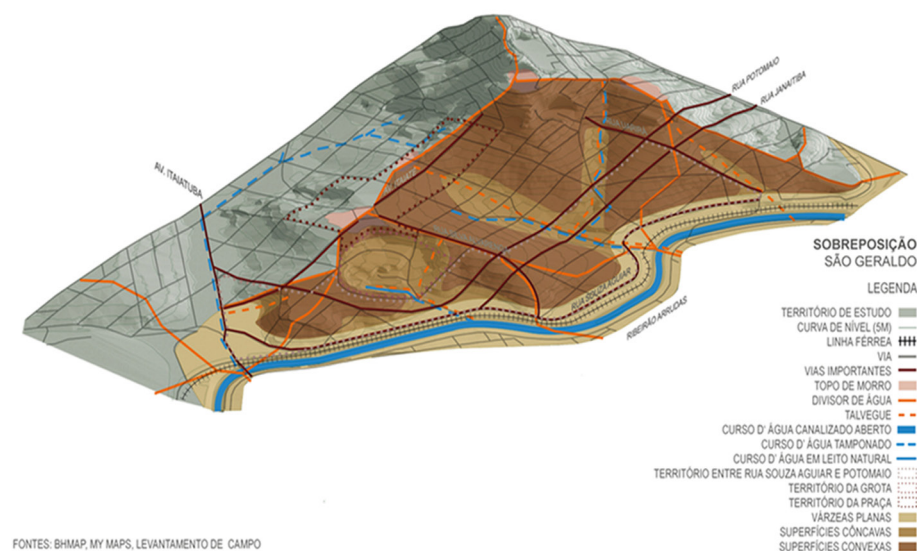 RUA POTOMAIO
RUA JANAITIBA
AV. ITAIATUBA
RUA SOUZA AGUIAR
RIBEIRÃO ARRUDAS
SOBREPOSIÇÃO
SÃO GERALDO
LEGENDA
TERRITÓRIO DE ESTUDO
CURVA DE NÍVEL (5M)
LINHA FÉRREA
VIA
VIAS IMPORTANTES
TOPO DE MORRO
DIVISOR DE ÁGUA
TALVEGUE
CURSO D' ÁGUA CANALIZADO ABERTO
CURSO D' ÁGUA TAMPONADO
CURSO D' ÁGUA EM LEITO NATURAL
TERRITÓRIO ENTRE RUA SOUZA AGUIAR E POTOMAIO
TERRITÓRIO DA GROTA
TERRITÓRIO DA PRAÇA
VÁRZEAS PLANAS
SUPERFÍCIES CÔNCAVAS
SUPERFÍCIES CONVEXAS
FONTES: BHMAP, MY MAPS, LEVANTAMENTO DE CAMPO